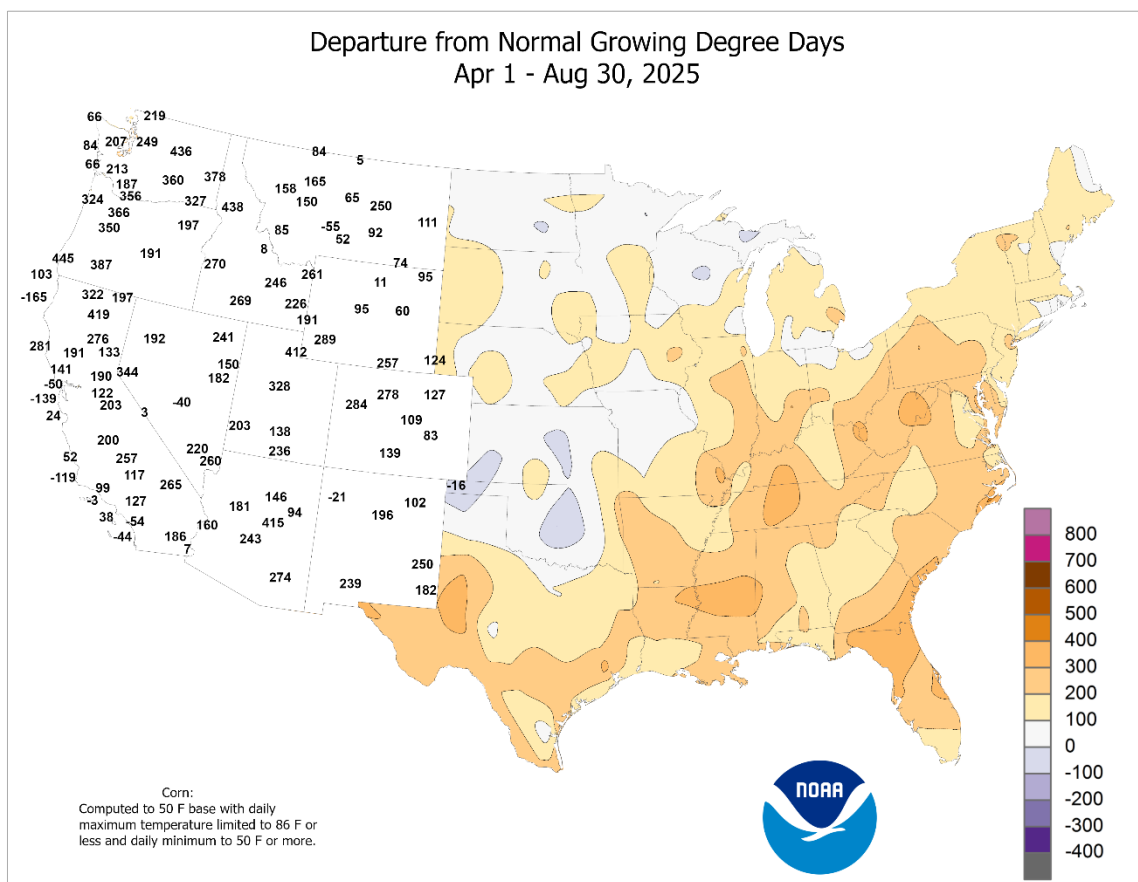 Departure from Normal Growing Degree Days
Apr 1 - Aug 30, 2025
66 219
84 207 249 436 84 5
66 213 360 378 165
187 158
324 356 327 438 150 65 250
366
350 197 85 -55 92 111
8 52
445 387 191 270 74
103 261 95
246 11
-165 322 197 269 226 95 60
419 191
281 276 192 241 289
191 133 412
141 344 150 257 124
-50 190 182 328
-139 122 278 127
24 203 3 -40 284
203 109
200 138 83
52 257 220 236 139
260
-119 117 -16
99 265 146
-3 127 181 94 -21 102
38 -54 160 415 196
-44 186 243
7
274 239 250
182
800
700
600
500
400
300
200
100
0
-100
-200
-300
-400
NOAA
Corn:
Computed to 50 F base with daily
maximum temperature limited to 86 F or
less and daily minimum to 50 F or more.